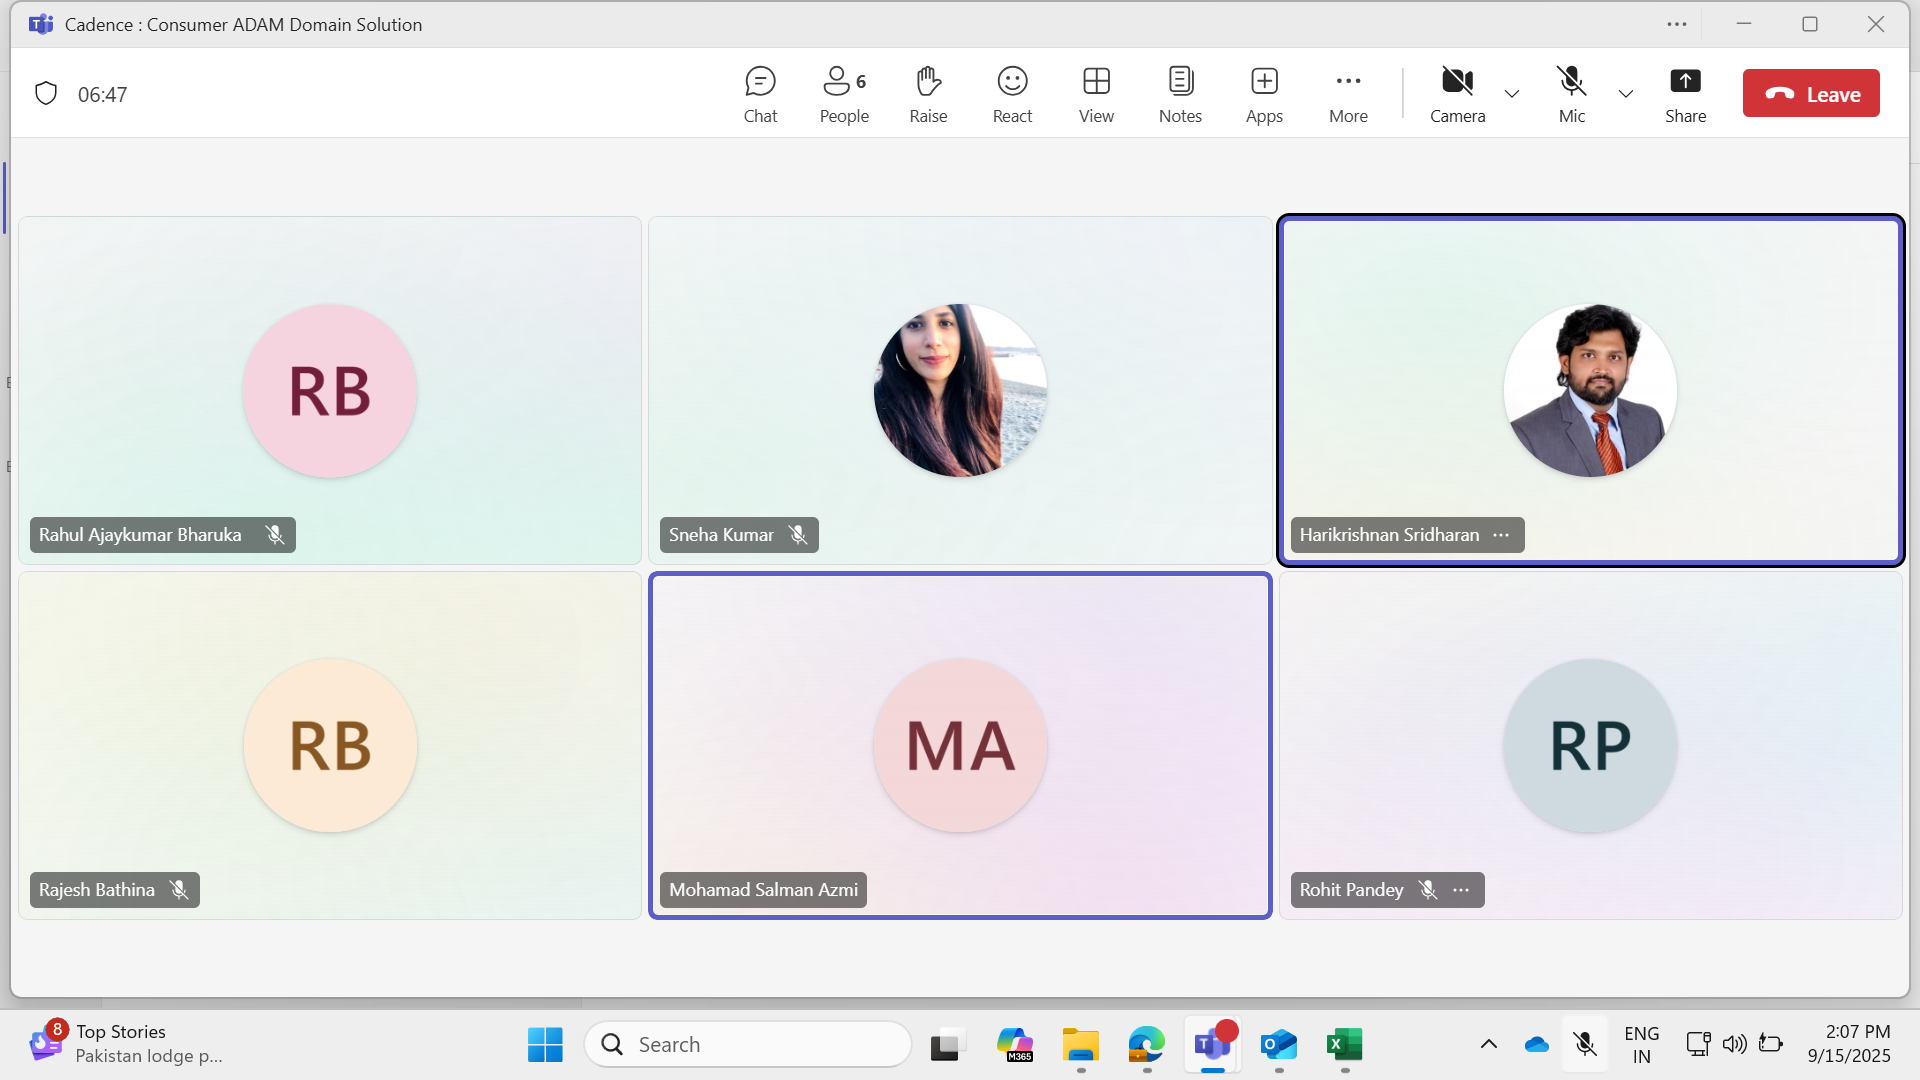 Cadence : Consumer ADAM Domain Solution
06:47
Chat
People
6
Raise
React
View
Notes
Apps
More
Camera
Mic
Share
Leave
RB
Rahul Ajaykumar Bharuka
Sneha Kumar
Harikrishnan Sridharan
RB
Rajesh Bathina
MA
Mohamad Salman Azmi
RP
Rohit Pandey
8
Top Stories
Pakistan lodge p...
Search
M365
ENG
IN
2:07 PM
9/15/2025